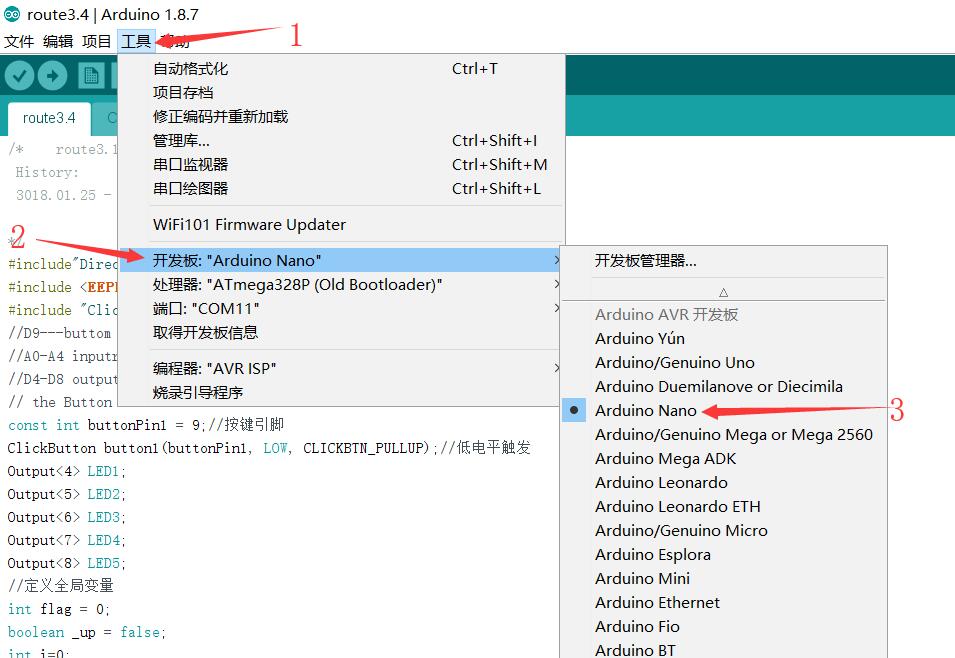 route3.4 | Arduino 1.8.7
文件 编辑 项目 工具
1
自动格式化 Ctrl+T
项目存档
修正编码并重新加载
管理库... Ctrl+Shift+I
串口监视器 Ctrl+Shift+M
串口绘图器 Ctrl+Shift+L
WiFi101 Firmware Updater
2
开发板: "Arduino Nano"
处理器: "ATmega328P (Old Bootloader)"
端口: "COM11"
取得开发板信息
编程器: "AVR ISP"
烧录引导程序
开发板管理器...
Arduino AVR 开发板
Arduino Yún
Arduino/Genuino Uno
Arduino Duemilanove or Diecimila
Arduino Nano
3
Arduino/Genuino Mega or Mega 2560
Arduino Mega ADK
Arduino Leonardo
Arduino Leonardo ETH
Arduino/Genuino Micro
Arduino Esplora
Arduino Mini
Arduino Ethernet
Arduino Fio
Arduino BT
route3.4
/* route3.1
History:
3018.01.25 -
#include"Direc
#include <EEP
#include "Clic
//D9---buttom
//A0-A4 inputr
//D4-D8 output
// the Button
const int buttonPin1 = 9;//按键引脚
ClickButton button1(buttonPin1, LOW, CLICKBTN_PULLUP);//低电平触发
Output<4> LED1;
Output<5> LED2;
Output<6> LED3;
Output<7> LED4;
Output<8> LED5;
//定义全局变量
int flag = 0;
boolean _up = false;
int i=0;